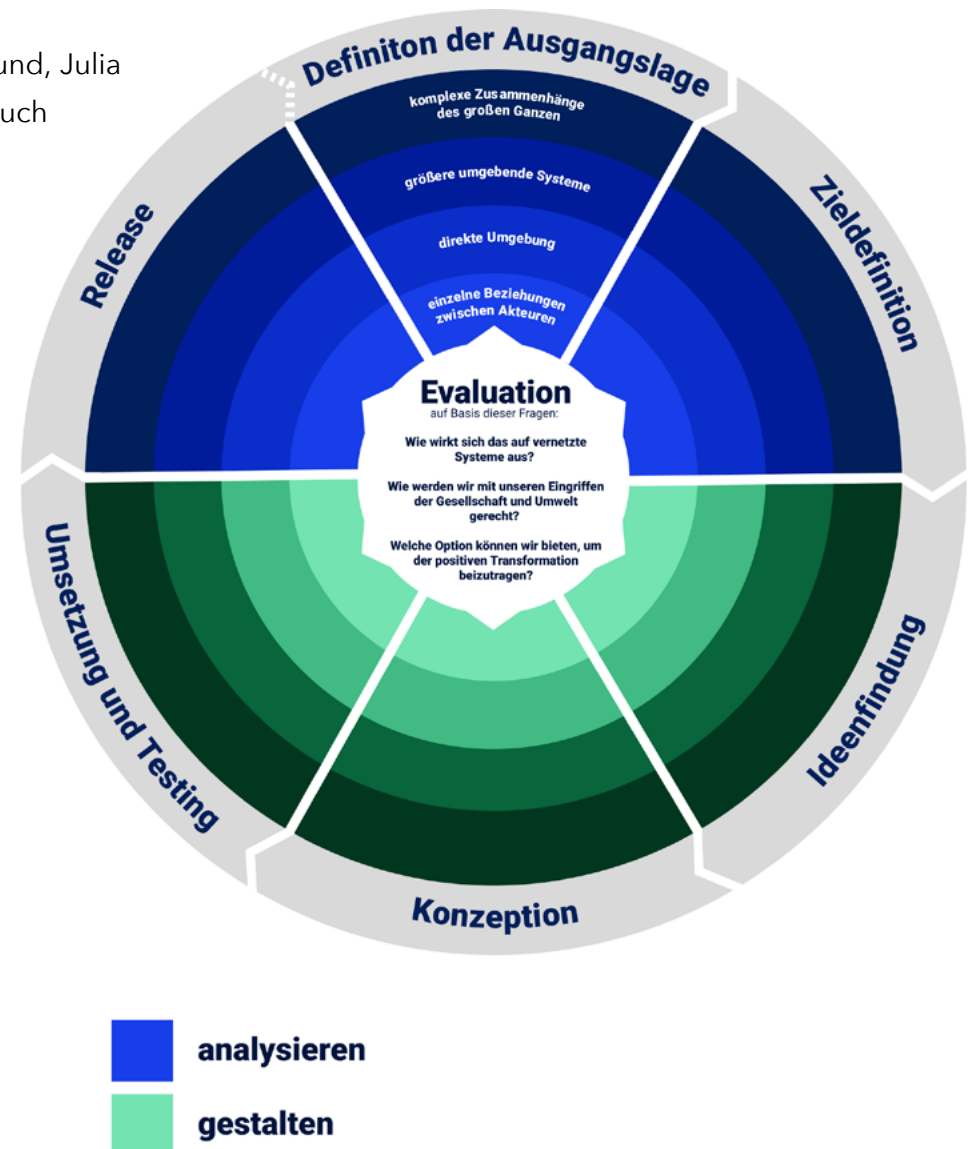 und, Julia
uch
Definiton der Ausgangslage
komplexe Zusammenhänge
des großen Ganzen
größere umgebende Systeme
direkte Umgebung
einzelne Beziehungen
zwischen Akteuren
Zieldefinition
Release
Evaluation
auf Basis dieser Fragen:
Wie wirkt sich das auf vernetzte
Systeme aus?
Wie werden wir mit unseren Eingriffen
der Gesellschaft und Umwelt
gerecht?
Welche Option können wir bieten, um
der positiven Transformation
beizutragen?
Ideenfindung
Umsetzung und Testing
Konzeption
analysieren
gestalten